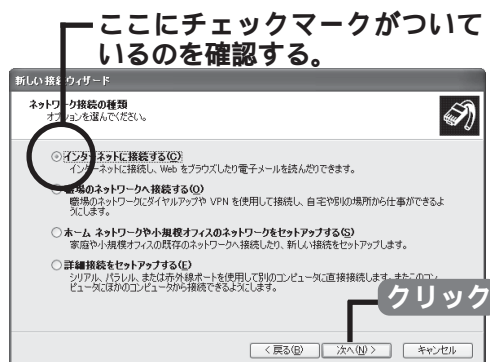 ここにチェックマークがついて
いるのを確認する。
新しい接続ウィザード
ネットワーク接続の種類
オプションを選んでください。
インターネットに接続する(C)
インターネットに接続し、Web をブラウズしたり電子メールを読んだりできます。
職場のネットワークへ接続する(O)
職場のネットワークにダイヤルアップや VPN を使用して接続し、自宅や別の場所から仕事ができるよ
うにします。
ホーム ネットワークや小規模オフィスのネットワークをセットアップする(S)
家庭や小規模オフィスの既存のネットワークへ接続したり、新しい接続をセットアップします。
詳細接続をセットアップする(E)
シリアル、パラレル、または赤外線ポートを使用して別のコンピュータに直接接続します。またこのコン
ピュータにほかのコンピュータから接続できるようにします。
クリック
< 戻る(B)
次へ(N) >
キャンセル